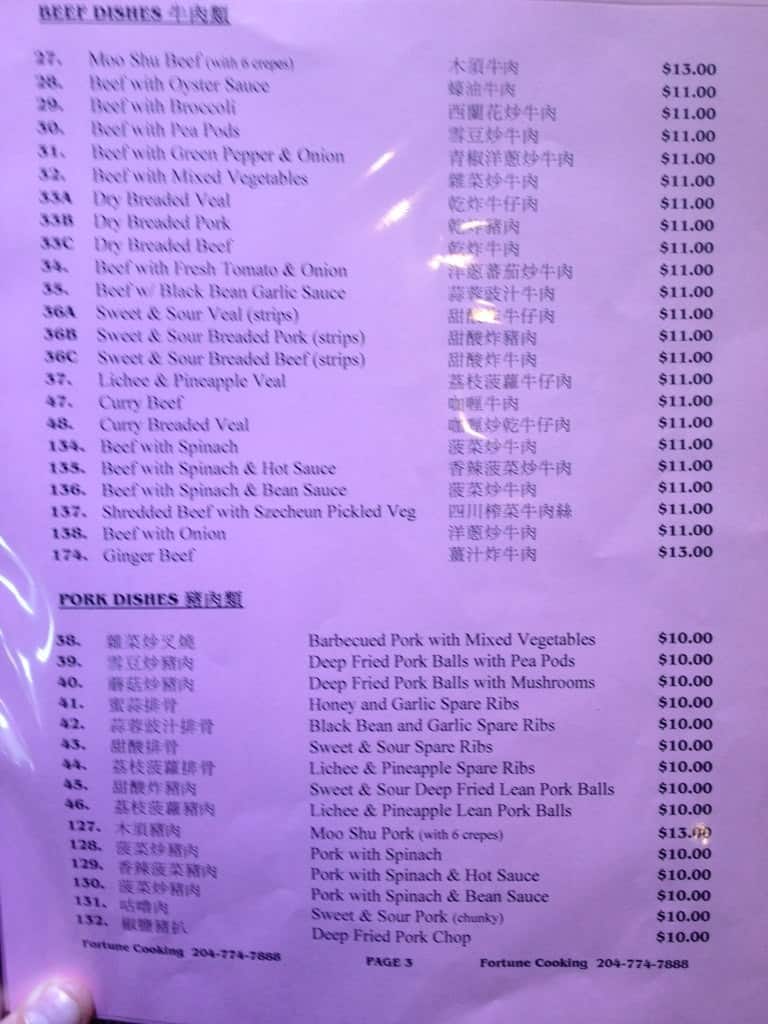 BEEF DISHES 牛肉類
27. Moo Shu Beef (with 6 crepes) 木須牛肉 $13.00
28. Beef with Oyster Sauce 蠔油牛肉 $11.00
29. Beef with Broccoli 西蘭花炒牛肉 $11.00
30. Beef with Pea Pods 雪豆炒牛肉 $11.00
31. Beef with Green Pepper & Onion 青椒洋蔥炒牛肉 $11.00
32. Beef with Mixed Vegetables 雜菜炒牛肉 $11.00
33A Dry Breaded Veal 乾炸牛仔肉 $11.00
33B Dry Breaded Pork 乾炸豬肉 $11.00
33C Dry Breaded Beef 乾炸牛肉 $11.00
34. Beef with Fresh Tomato & Onion 洋蔥蕃茄炒牛肉 $11.00
35. Beef w/ Black Bean Garlic Sauce 蒜蓉豉汁牛肉 $11.00
36A Sweet & Sour Veal (strips) 甜酸牛仔肉 $11.00
36B Sweet & Sour Breaded Pork (strips) 甜酸炸豬肉 $11.00
36C Sweet & Sour Breaded Beef (strips) 甜酸炸牛肉 $11.00
37. Lichee & Pineapple Veal 荔枝菠蘿牛仔肉 $11.00
47. Curry Beef 咖喱牛肉 $11.00
48. Curry Breaded Veal 咖喱炒乾牛仔肉 $11.00
134. Beef with Spinach 菠菜炒牛肉 $11.00
135. Beef with Spinach & Hot Sauce 香辣菠菜炒牛肉 $11.00
136. Beef with Spinach & Bean Sauce 菠菜炒牛肉 $11.00
137. Shredded Beef with Szecheun Pickled Veg 四川榨菜牛肉絲 $11.00
138. Beef with Onion 洋蔥炒牛肉 $11.00
174. Ginger Beef 薑汁炸牛肉 $13.00
PORK DISHES 豬肉類
38. 雜菜炒叉燒 Barbecued Pork with Mixed Vegetables $10.00
39. 雪豆炒豬肉 Deep Fried Pork Balls with Pea Pods $10.00
40. 蘑菇炒豬肉 Deep Fried Pork Balls with Mushrooms $10.00
41. 蜜蒜排骨 Honey and Garlic Spare Ribs $10.00
42. 蒜蓉豉汁排骨 Black Bean and Garlic Spare Ribs $10.00
43. 甜酸排骨 Sweet & Sour Spare Ribs $10.00
44. 荔枝菠蘿排骨 Lichee & Pineapple Spare Ribs $10.00
45. 甜酸炸豬肉 Sweet & Sour Deep Fried Lean Pork Balls $10.00
46. 荔枝菠蘿豬肉 Lichee & Pineapple Lean Pork Balls $10.00
127. 木須豬肉 Moo Shu Pork (with 6 crepes) $13.00
128. 菠菜炒豬肉 Pork with Spinach $10.00
129. 香辣菠菜豬肉 Pork with Spinach & Hot Sauce $10.00
130. 菠菜炒豬肉 Pork with Spinach & Bean Sauce $10.00
131. 咕嚕肉 Sweet & Sour Pork (chunky) $10.00
132. 椒鹽豬扒 Deep Fried Pork Chop $10.00
Fortune Cooking 204-774-7888 PAGE 3 Fortune Cooking 204-774-7888